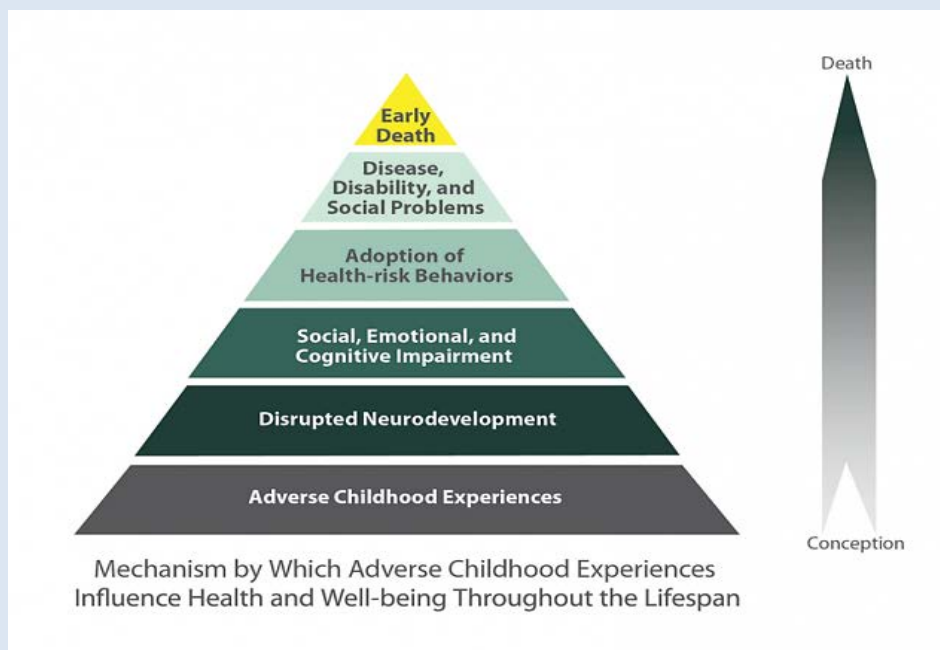 Death
Early
Death
Disease,
Disability, and
Social Problems
Adoption of
Health-risk Behaviors
Social, Emotional, and
Cognitive Impairment
Disrupted Neurodevelopment
Adverse Childhood Experiences
Conception
Mechanism by Which Adverse Childhood Experiences
Influence Health and Well-being Throughout the Lifespan